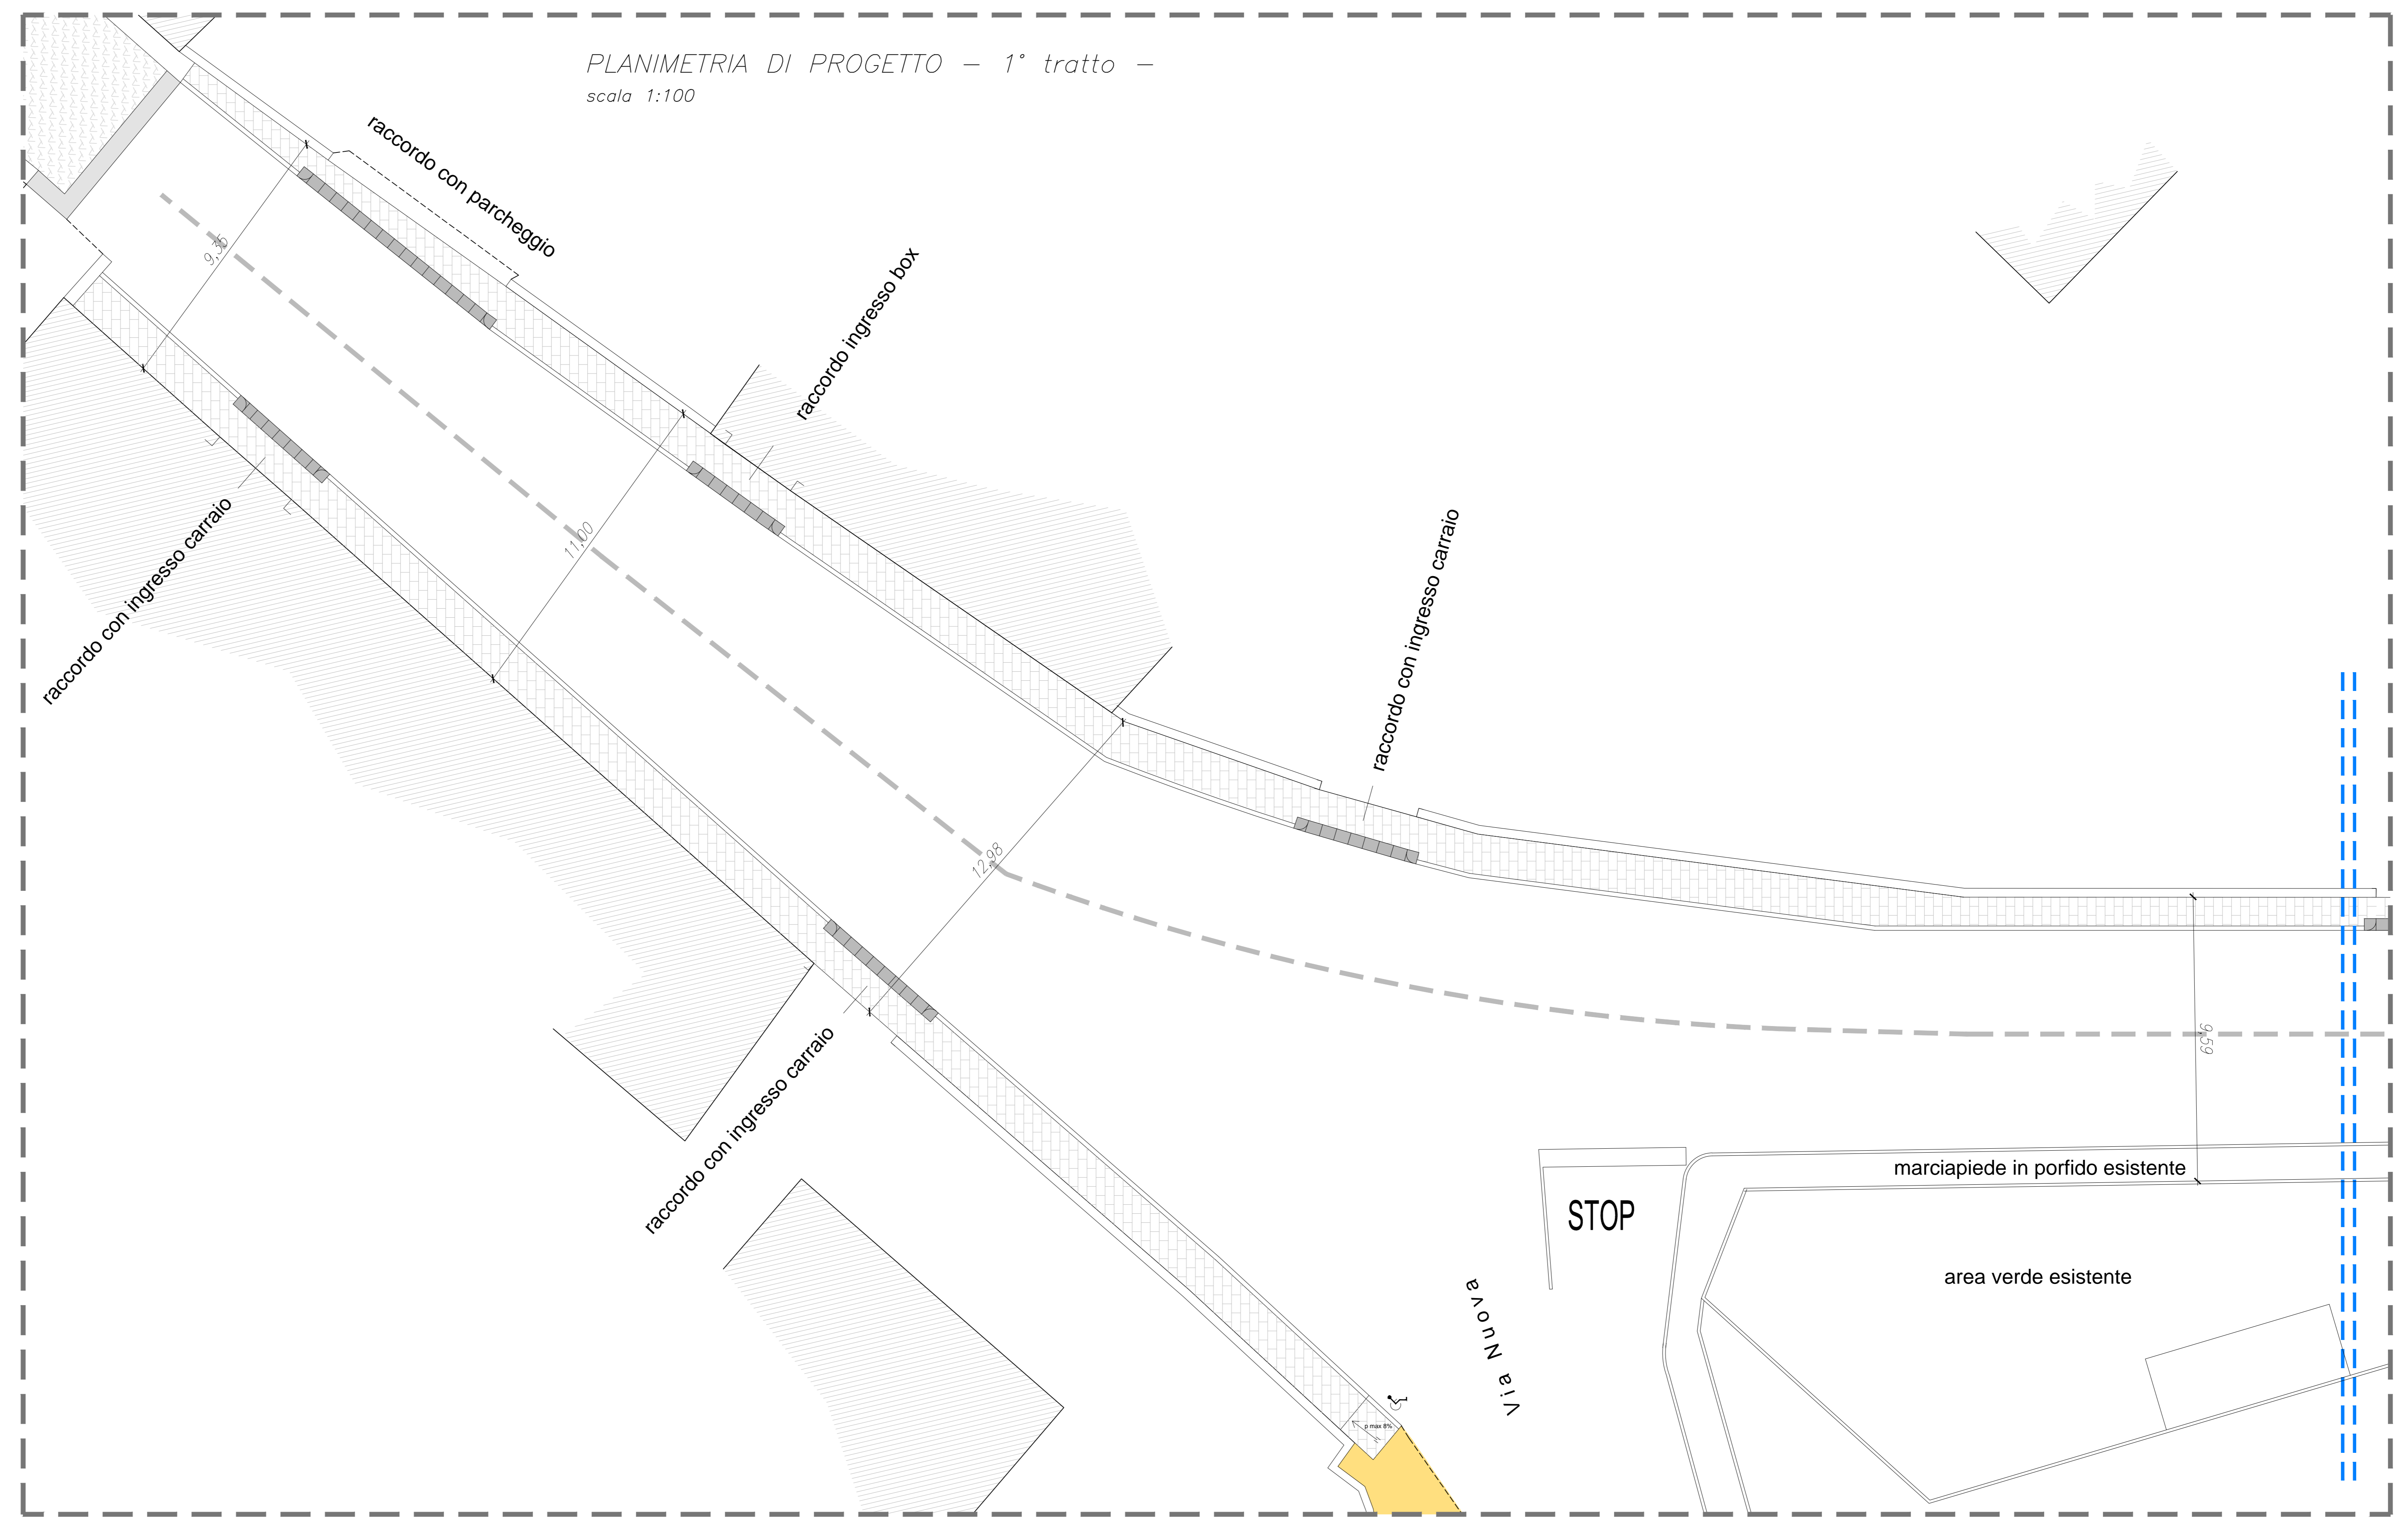 PLANIMETRIA DI PROGETTO – 1° tratto –
scala 1:100
raccordo con parcheggio
9,35
raccordo ingresso box
raccordo con ingresso carraio
11,00
raccordo con ingresso carraio
12,98
raccordo con ingresso carraio
9,59
marciapiede in porfido esistente
STOP
area verde esistente
Via Nuova
p max 8%